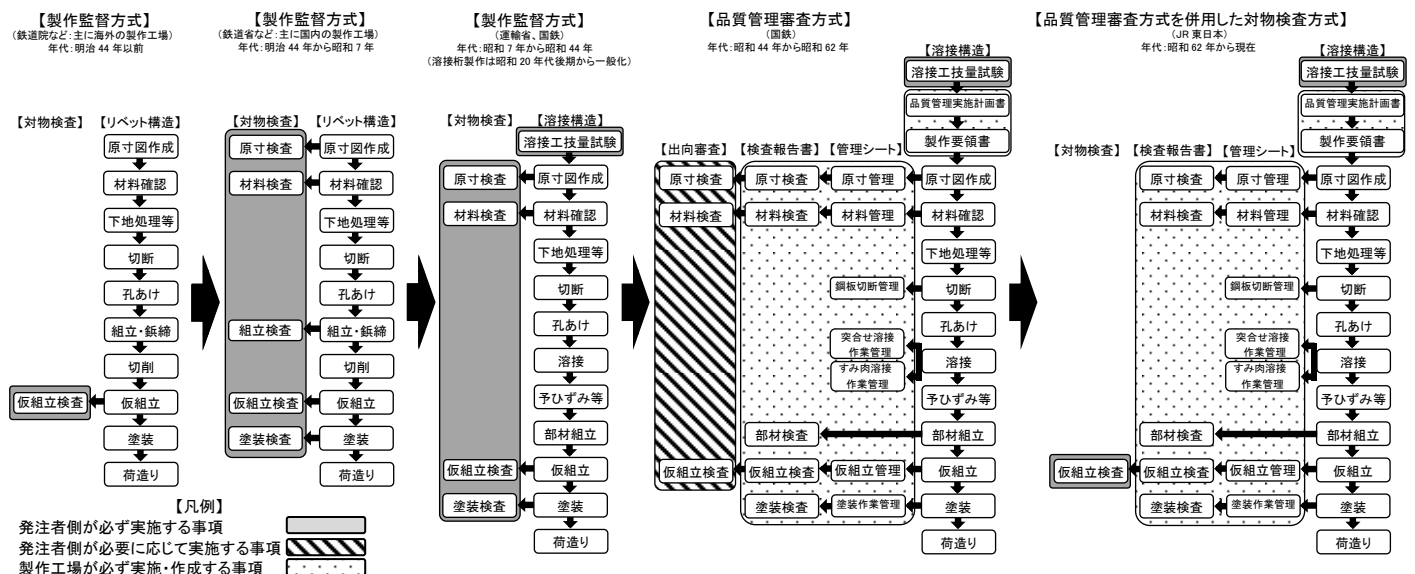 【製作監督方式】
(鉄道院など:主に海外の製作工場)
年代:明治 44 年以前
【対物検査】
【リベット構造】
原寸図作成
材料確認
下地処理等
切断
孔あけ
組立・鋲締
切削
仮組立検査
仮組立
塗装
荷造り
【製作監督方式】
(鉄道省など:主に国内の製作工場)
年代:明治 44 年から昭和 7 年
【対物検査】
【リベット構造】
原寸検査
原寸図作成
材料検査
材料確認
下地処理等
切断
孔あけ
組立検査
組立・鋲締
切削
仮組立検査
仮組立
塗装検査
塗装
荷造り
【製作監督方式】
(運輸省、国鉄)
年代:昭和 7 年から昭和 44 年
(溶接桁製作は昭和 20 年代後期から一般化)
【対物検査】
【溶接構造】
溶接工技量試験
原寸検査
原寸図作成
材料検査
材料確認
下地処理等
切断
孔あけ
溶接
予ひずみ等
部材組立
仮組立検査
仮組立
塗装検査
塗装
荷造り
【品質管理審査方式】
(国鉄)
年代:昭和 44 年から昭和 62 年
【溶接構造】
溶接工技量試験
品質管理実施計画書
製作要領書
【出向審査】
【検査報告書】
【管理シート】
原寸検査
原寸検査
原寸管理
原寸図作成
材料検査
材料検査
材料管理
材料確認
下地処理等
鋼板切断管理
切断
孔あけ
突合せ溶接
作業管理
すみ肉溶接
作業管理
溶接
予ひずみ等
部材検査
部材組立
仮組立検査
仮組立検査
仮組立管理
仮組立
塗装検査
塗装作業管理
塗装
荷造り
【品質管理審査方式を併用した対物検査方式】
(JR 東日本)
年代:昭和 62 年から現在
【溶接構造】
溶接工技量試験
品質管理実施計画書
製作要領書
【対物検査】
【検査報告書】
【管理シート】
原寸検査
原寸管理
原寸図作成
材料検査
材料管理
材料確認
下地処理等
鋼板切断管理
切断
孔あけ
突合せ溶接
作業管理
すみ肉溶接
作業管理
溶接
予ひずみ等
部材検査
部材組立
仮組立検査
仮組立検査
仮組立管理
仮組立
塗装検査
塗装作業管理
塗装
荷造り
【凡例】
発注者側が必ず実施する事項
発注者側が必要に応じて実施する事項
製作工場が必ず実施・作成する事項